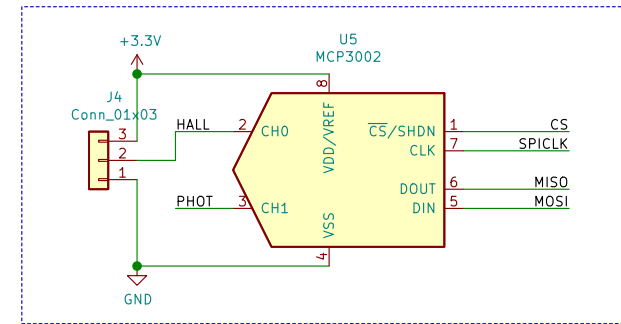 +3.3V
U5
MCP3002
J4
Conn_01x03
3
2
1
HALL
2
CH0
PHOT
3
CH1
8
VDD/VREF
VSS
4
CS/SHDN
1
CS
CLK
7
SPICLK
DOUT
6
MISO
DIN
5
MOSI
GND